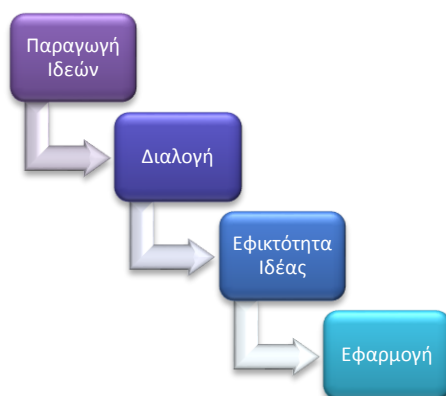 Παραγωγή
Ιδεών
Διαλογή
Εφικτότητα
Ιδέας
Εφαρμογή